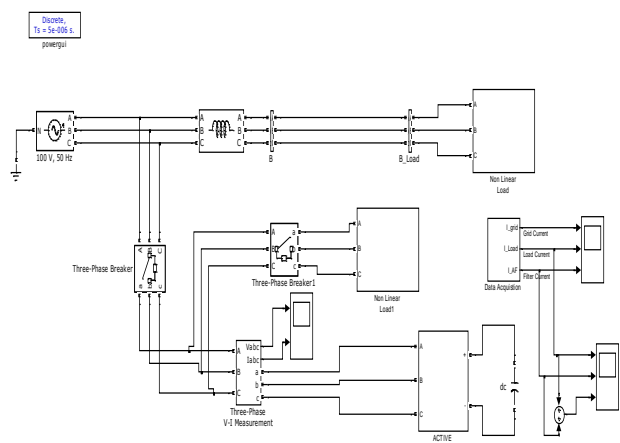 Discrete,
Ts = 5e-006 s.
powergui
N
A
B
C
100 V, 50 Hz
A
B
C
A
B
C
B
B_Load
A
B
C
Non Linear
Load
A B C
a b c
Three-Phase Breaker
A
B
C
a
b
c
Three-Phase Breaker1
A
B
C
Non Linear
Load1
I_grid
Grid Current
I_Load
Load Current
I_AF
Filter Current
Data Acquistion
A
B
C
Vabc
Iabc
a
b
c
Three-Phase
V-I Measurement
A
B
C
+
-
ACTIVE
dc